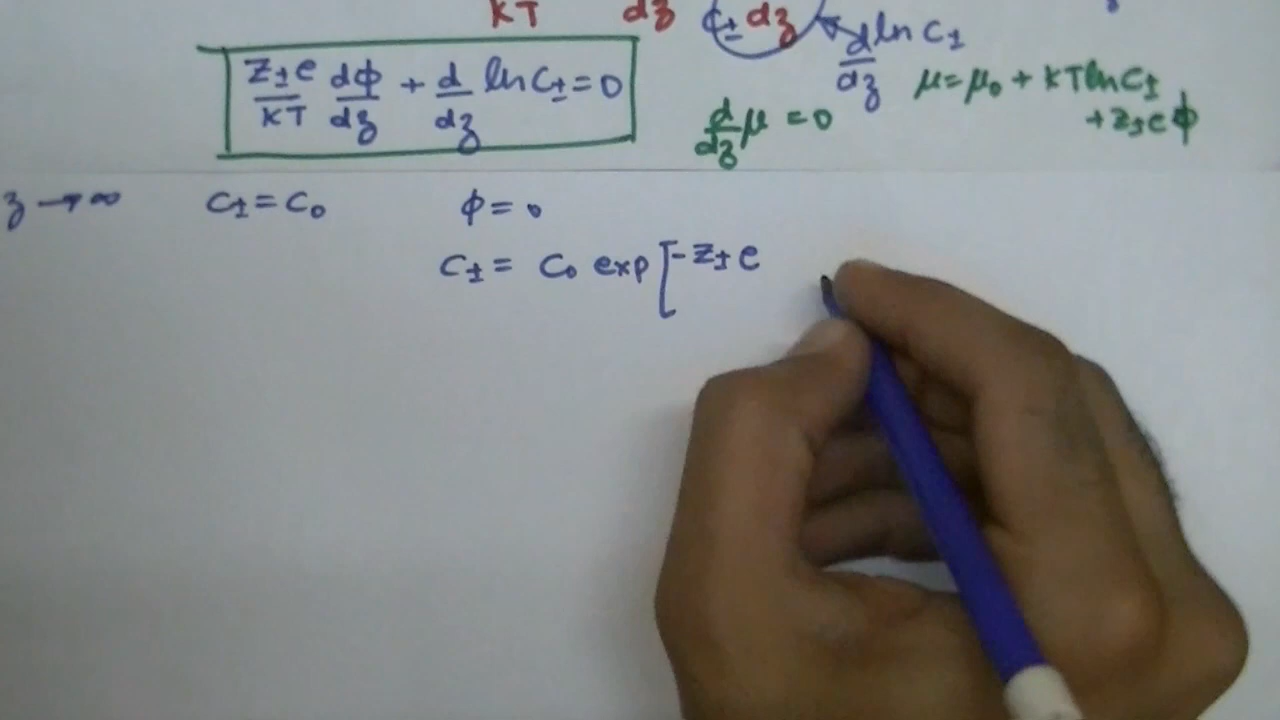 KT dz C± dz
d/dz ln C±
z±e/KT dϕ/dz + d/dz ln C± = 0
μ = μ₀ + KT ln C± + z±eϕ
d/dz μ = 0
z → ∞ C± = C₀ ϕ = 0
C± = C₀ exp[-z±e